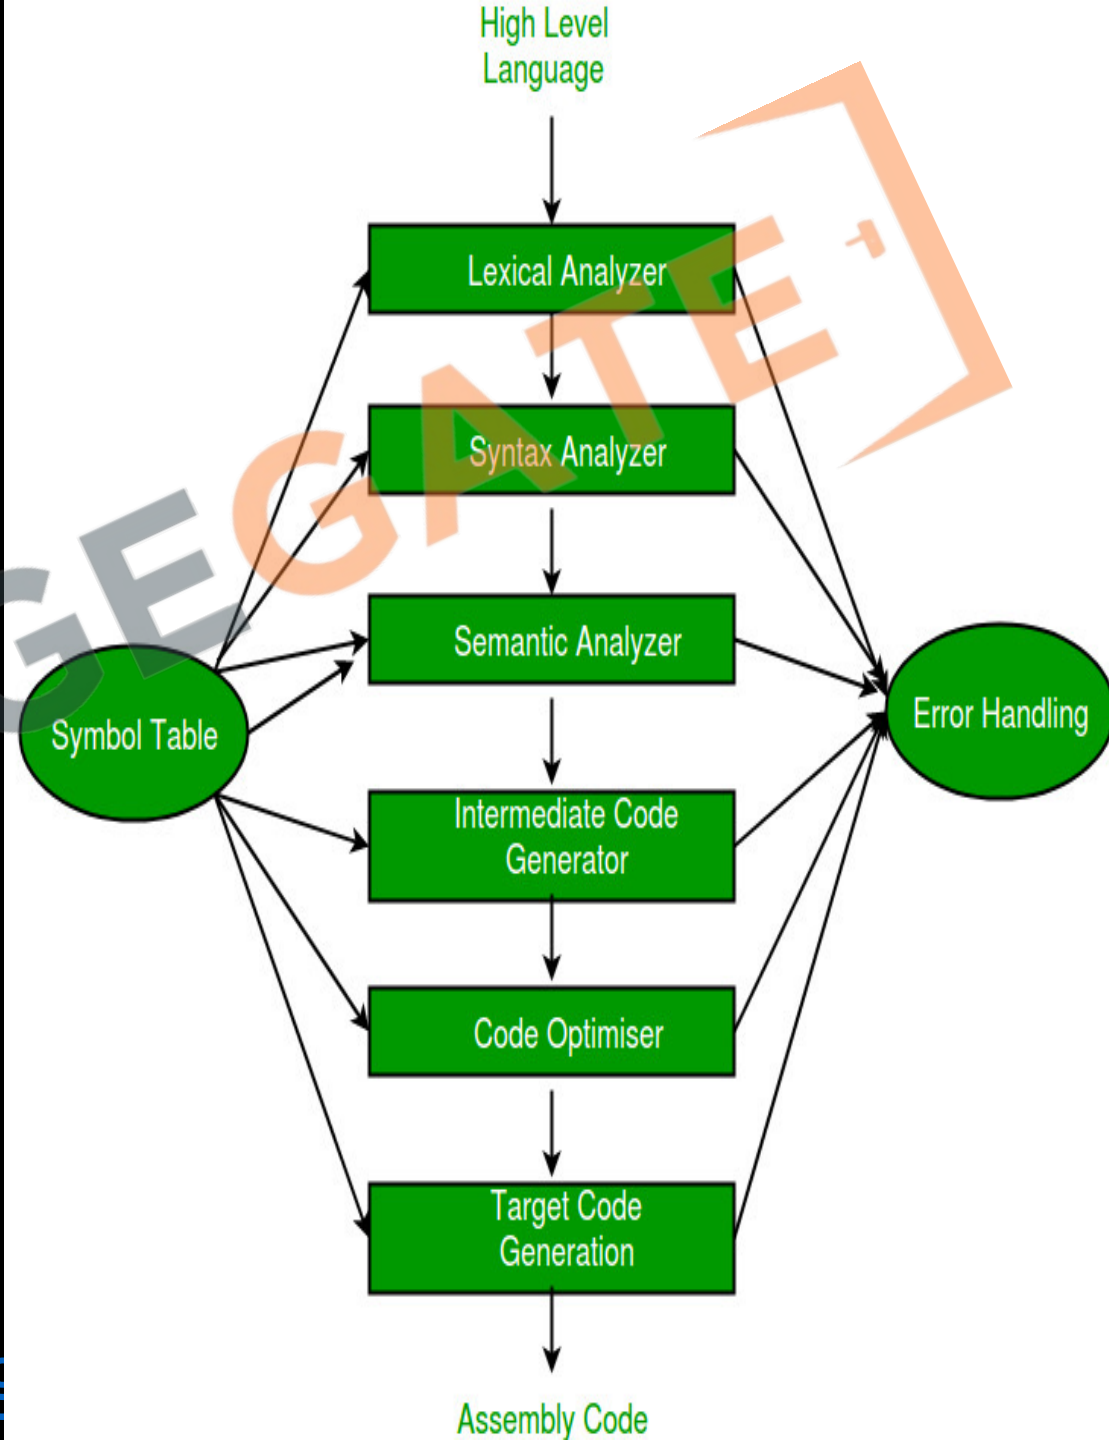 High Level
Language
Lexical Analyzer
Syntax Analyzer
Semantic Analyzer
Symbol Table
Error Handling
Intermediate Code
Generator
Code Optimiser
Target Code
Generation
Assembly Code
GEGATE